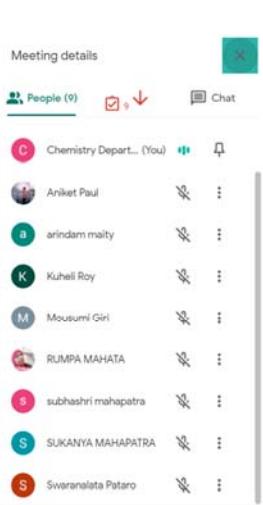 Meeting details
People (9)
9
Chat
C Chemistry Depart... (You)
Aniket Paul
a arindam maity
K Kuheli Roy
M Mousumi Giri
RUMPA MAHATA
s subhashri mahapatra
S SUKANYA MAHAPATRA
S Swaranalata Pataro